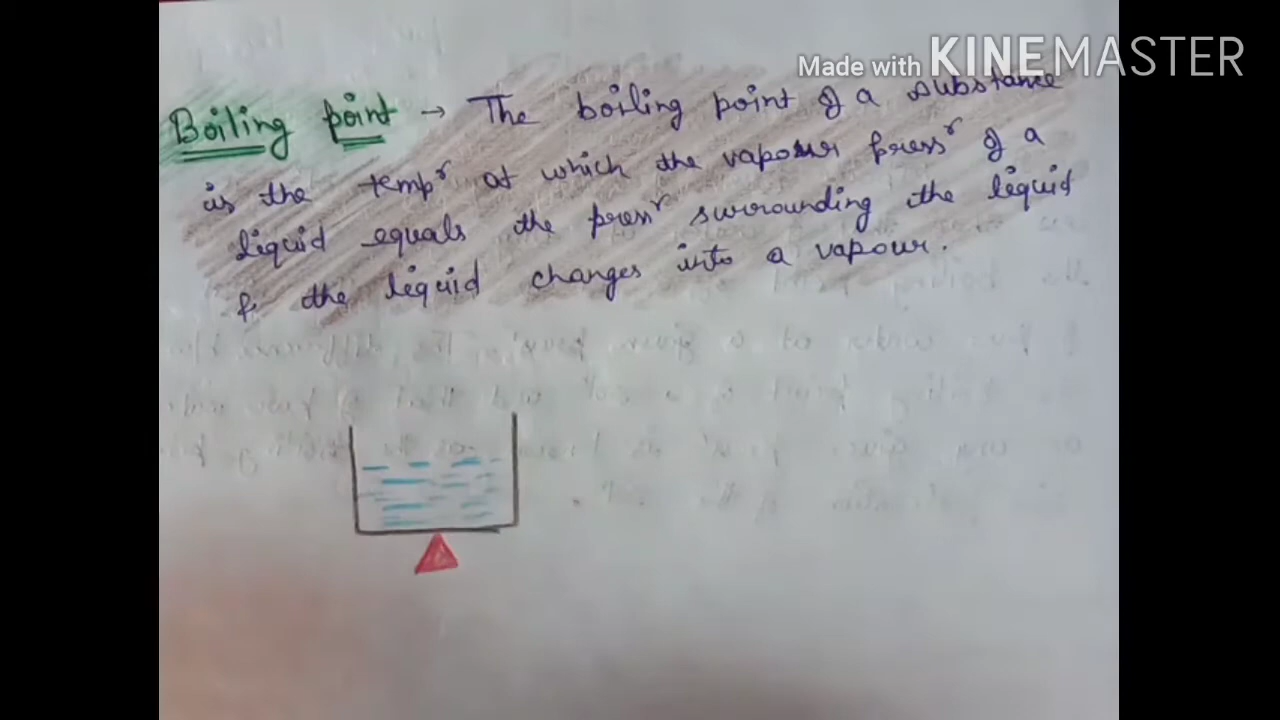 Made with KINEMASTER
Boiling point → The boiling point of a substance
is the tempʳ at which the vapour pressʳ of a
liquid equals the pressʳ surrounding the liquid
& the liquid changes into a vapour.